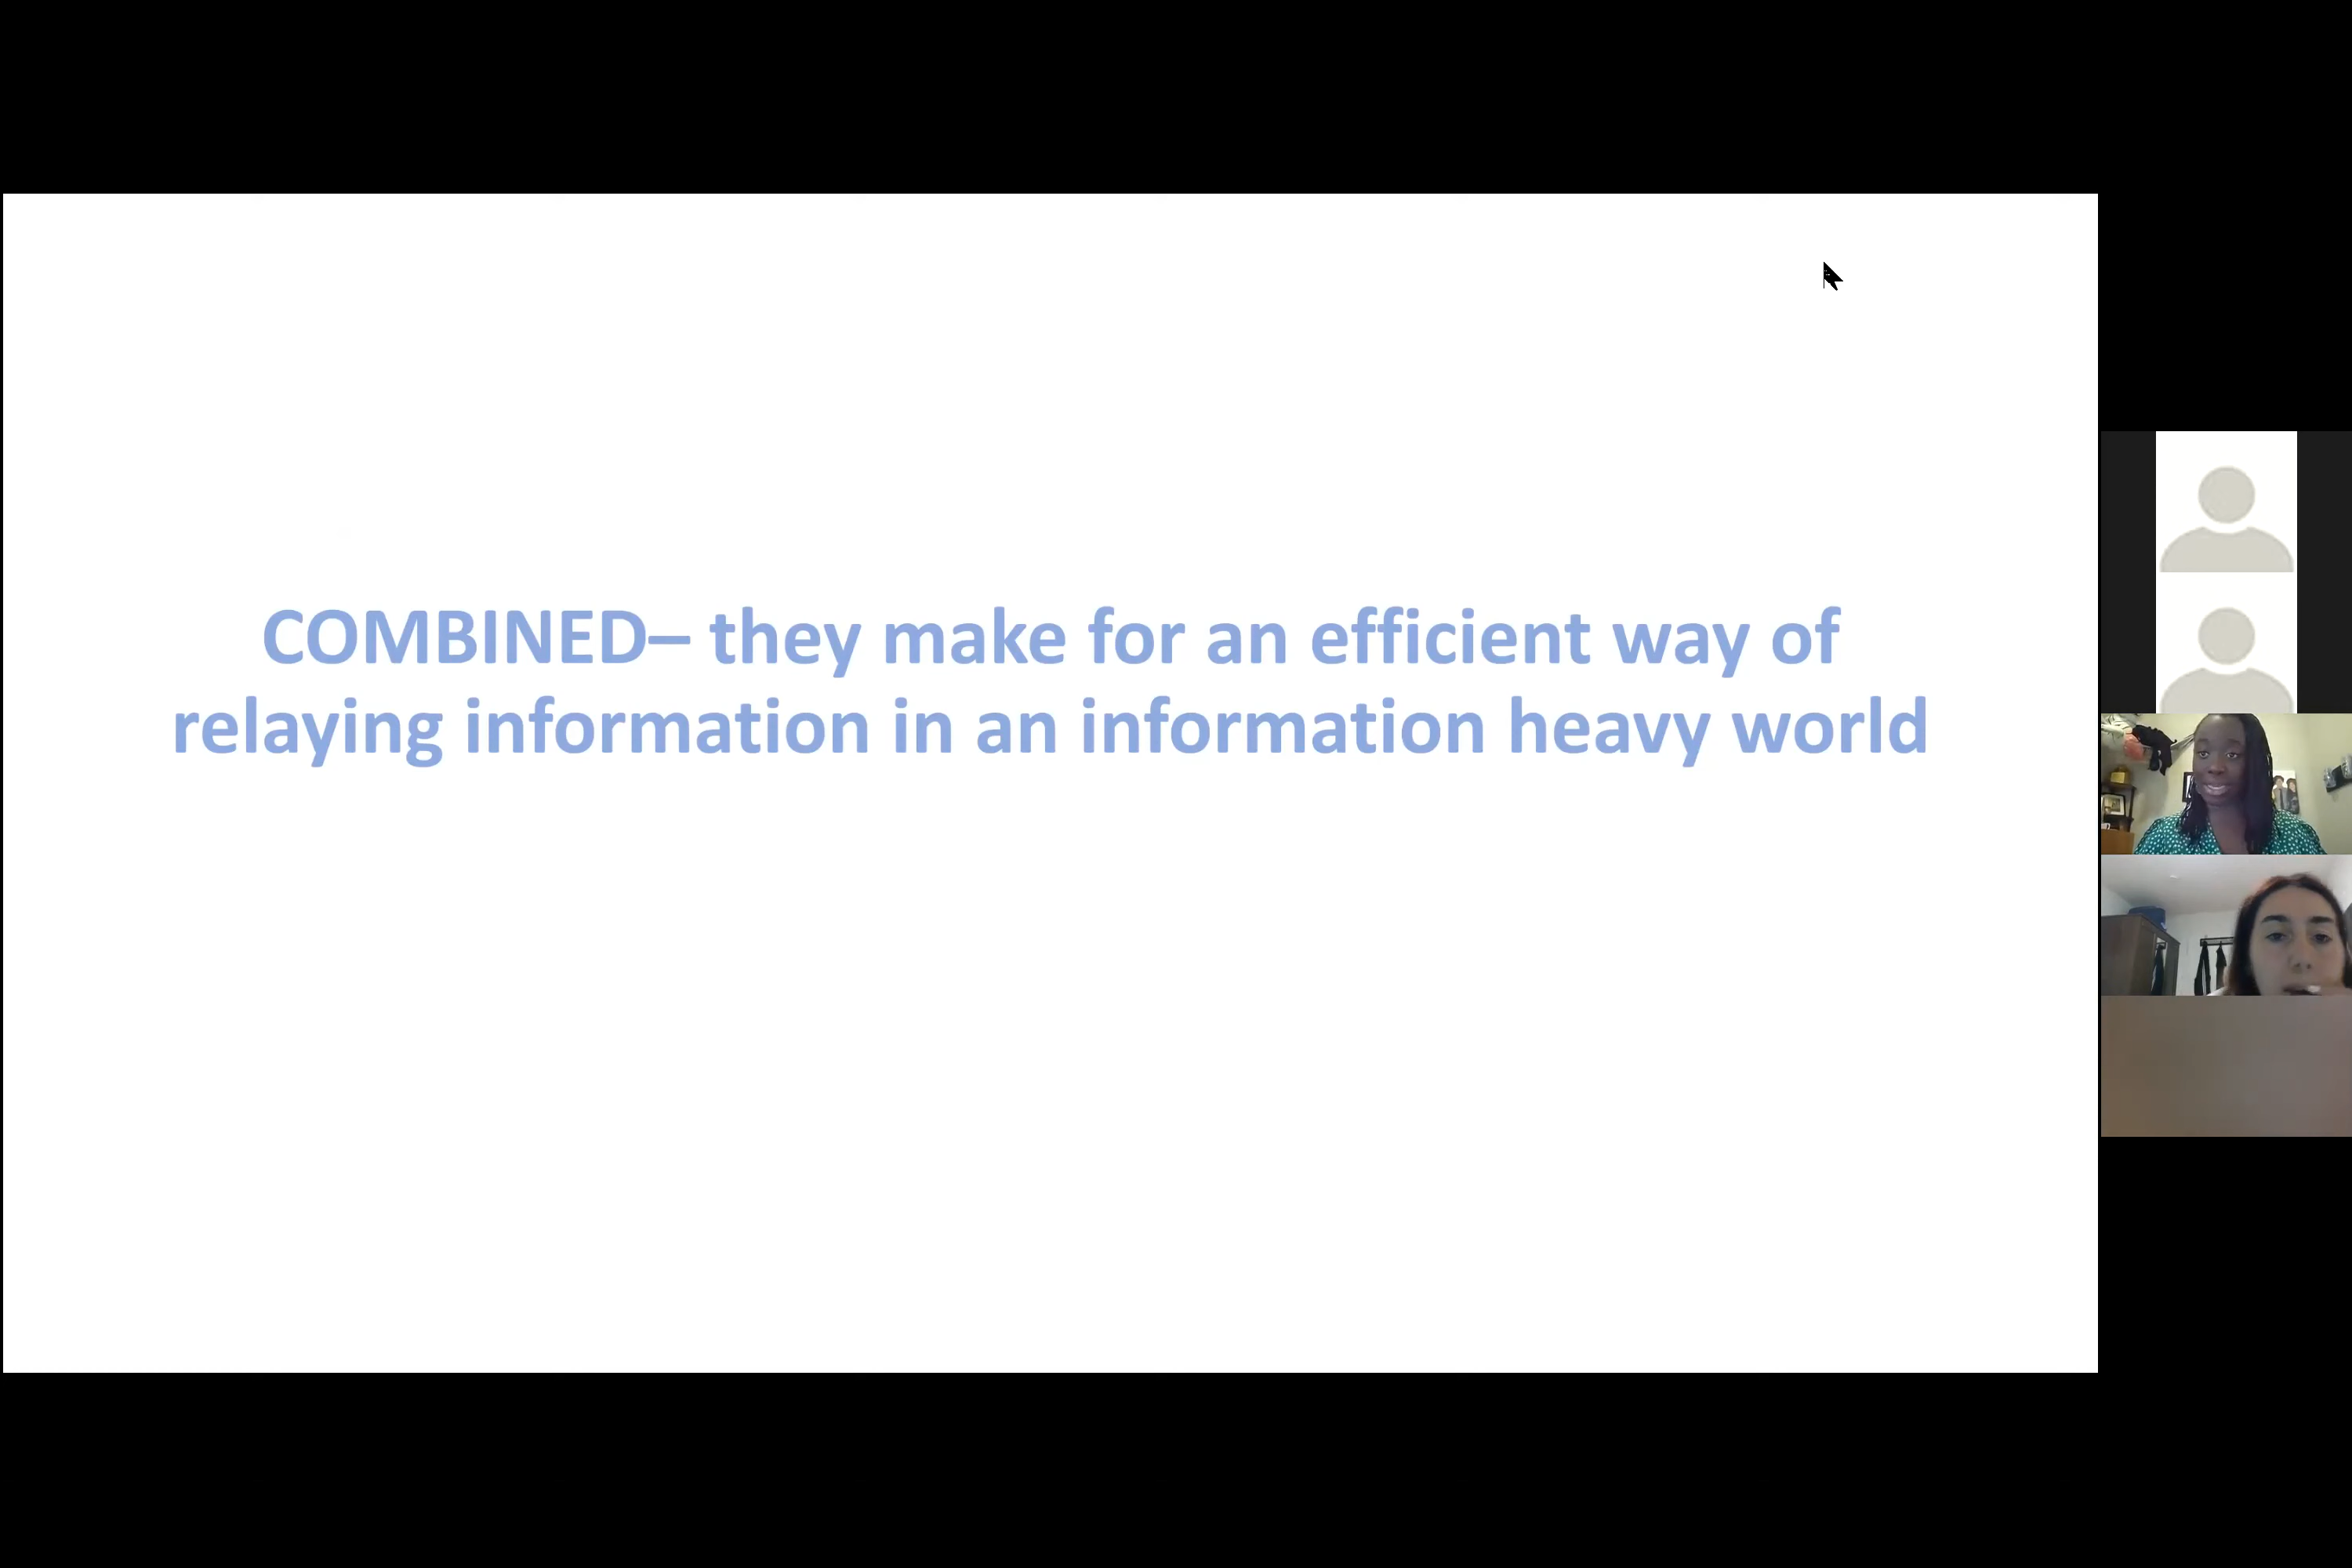 COMBINED– they make for an efficient way of
relaying information in an information heavy world